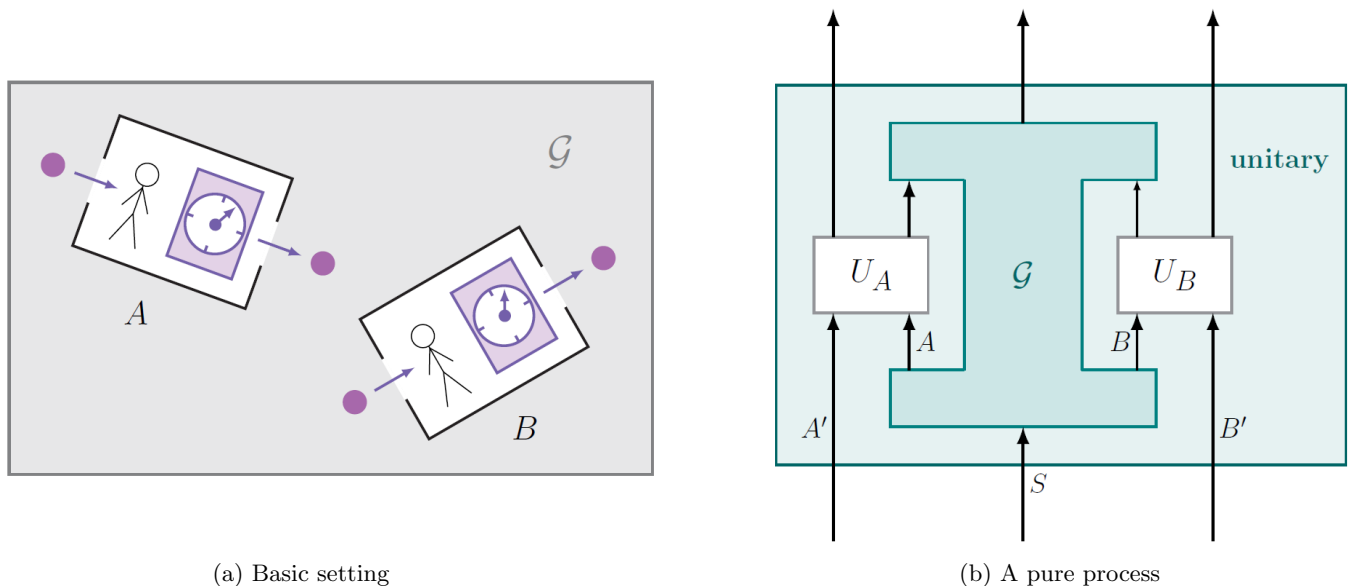 𝒢
A
B
(a) Basic setting
unitary
U_A
𝒢
U_B
A
B
A′
B′
S
(b) A pure process